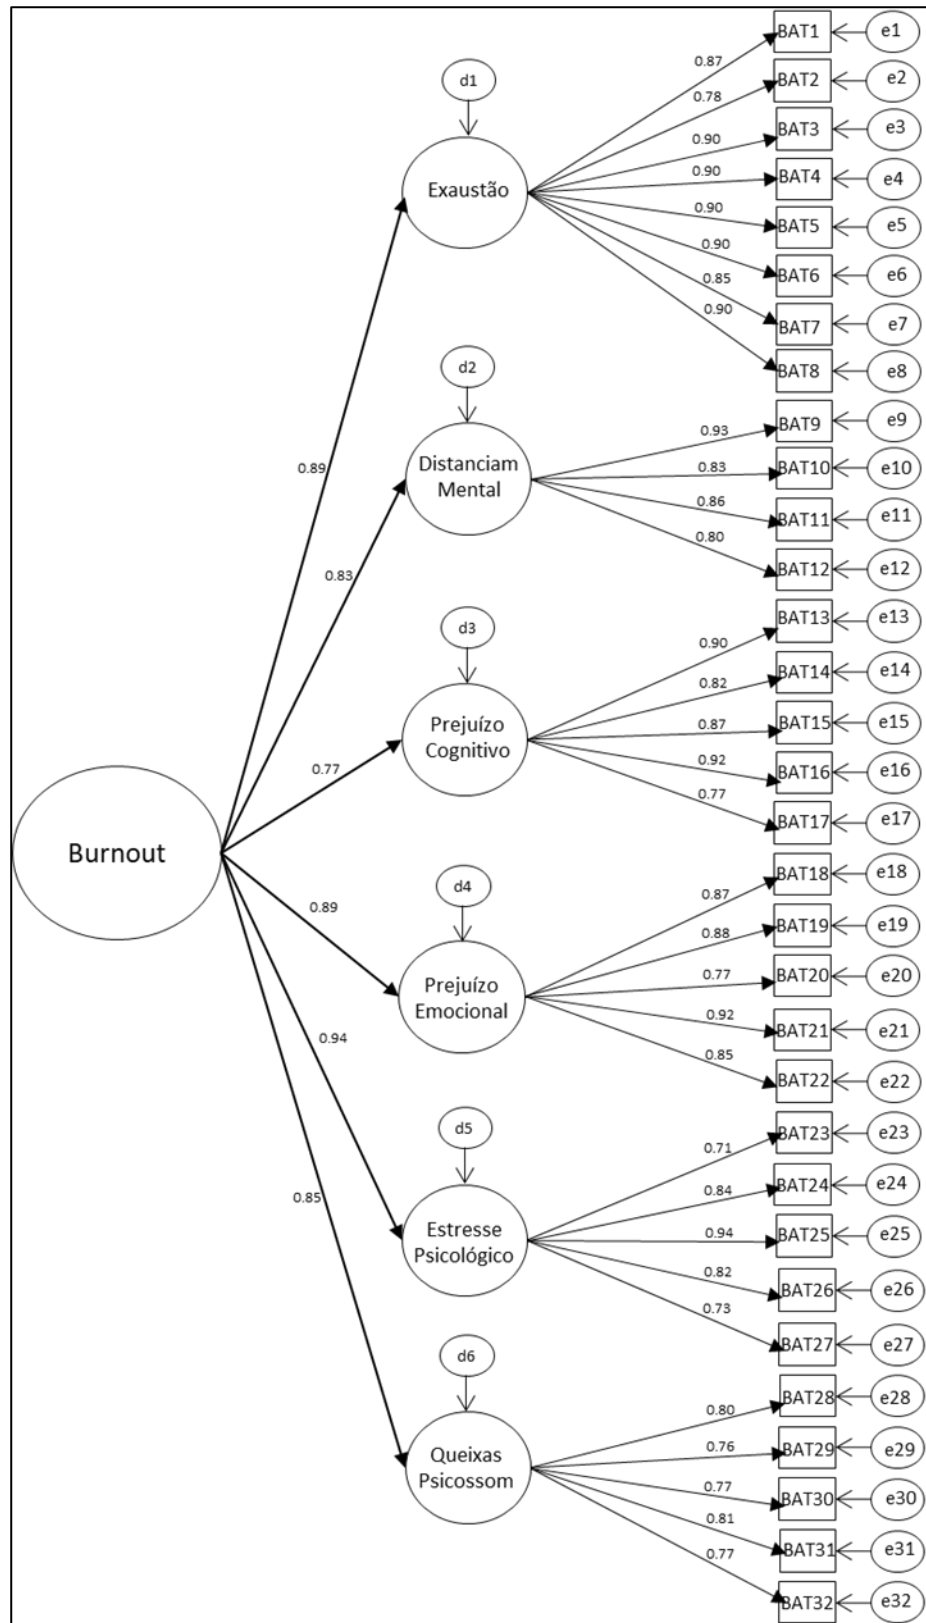 BAT1
e1
0.87
d1
BAT2
e2
0.78
BAT3
e3
0.90
Exaustão
BAT4
e4
0.90
BAT5
e5
0.90
BAT6
e6
0.90
BAT7
e7
0.85
BAT8
e8
0.90
d2
BAT9
e9
0.93
0.89
Distanciam
Mental
BAT10
e10
0.83
BAT11
e11
0.86
BAT12
e12
0.80
0.83
d3
BAT13
e13
0.90
BAT14
e14
0.82
Prejuízo
Cognitivo
BAT15
e15
0.87
BAT16
e16
0.92
BAT17
e17
0.77
0.77
Burnout
d4
BAT18
e18
0.87
0.89
BAT19
e19
0.88
Prejuízo
Emocional
BAT20
e20
0.77
BAT21
e21
0.92
BAT22
e22
0.85
0.94
d5
BAT23
e23
0.71
BAT24
e24
0.84
0.85
Estresse
Psicológico
BAT25
e25
0.94
BAT26
e26
0.82
BAT27
e27
0.73
d6
BAT28
e28
0.80
Queixas
Psicossom
BAT29
e29
0.76
BAT30
e30
0.77
BAT31
e31
0.81
BAT32
e32
0.77